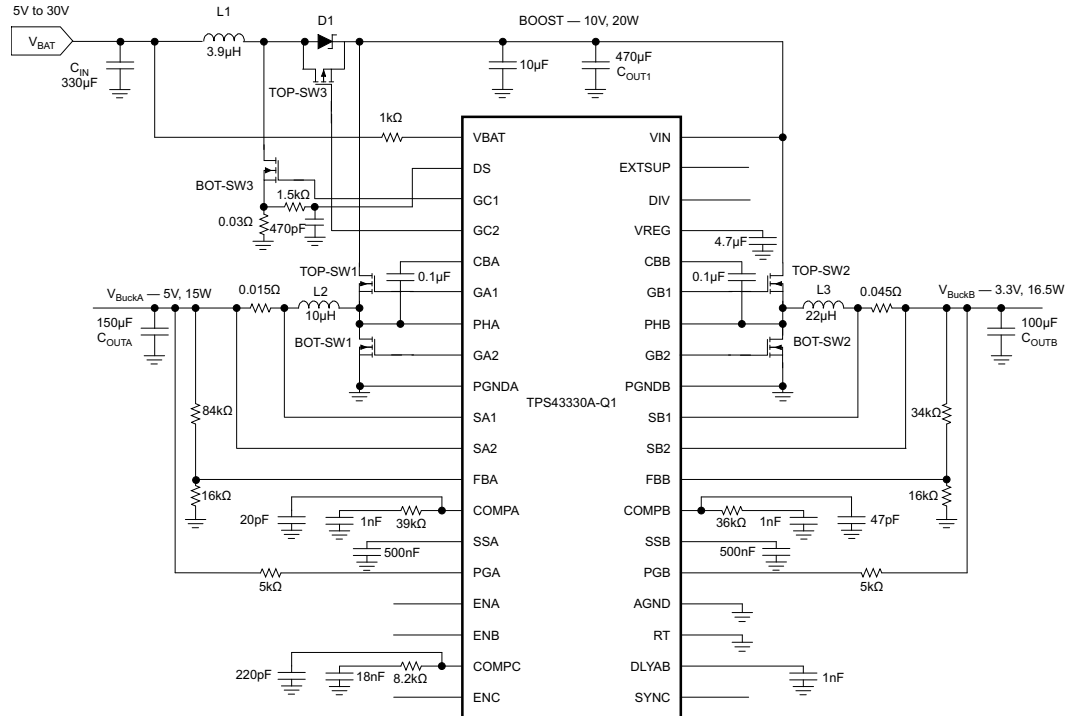 5V to 30V
VBAT
CIN
330µF
L1
3.9µH
D1
TOP-SW3
BOOST — 10V, 20W
10µF
470µF
COUT1
1kΩ
BOT-SW3
1.5kΩ
0.03Ω
470pF
TOP-SW1
0.1µF
VBuckA — 5V, 15W
0.015Ω
L2
10µH
150µF
COUTA
BOT-SW1
84kΩ
16kΩ
20pF
1nF
39kΩ
500nF
5kΩ
220pF
18nF
8.2kΩ
VBAT
DS
GC1
GC2
CBA
GA1
PHA
GA2
PGNDA
SA1
SA2
FBA
COMPA
SSA
PGA
ENA
ENB
COMPC
ENC
TPS43330A-Q1
VIN
EXTSUP
DIV
VREG
CBB
GB1
PHB
GB2
PGNDB
SB1
SB2
FBB
COMPB
SSB
PGB
AGND
RT
DLYAB
SYNC
4.7µF
0.1µF
TOP-SW2
L3
22µH
0.045Ω
VBuckB — 3.3V, 16.5W
BOT-SW2
100µF
COUTB
34kΩ
16kΩ
36kΩ
1nF
47pF
500nF
5kΩ
1nF